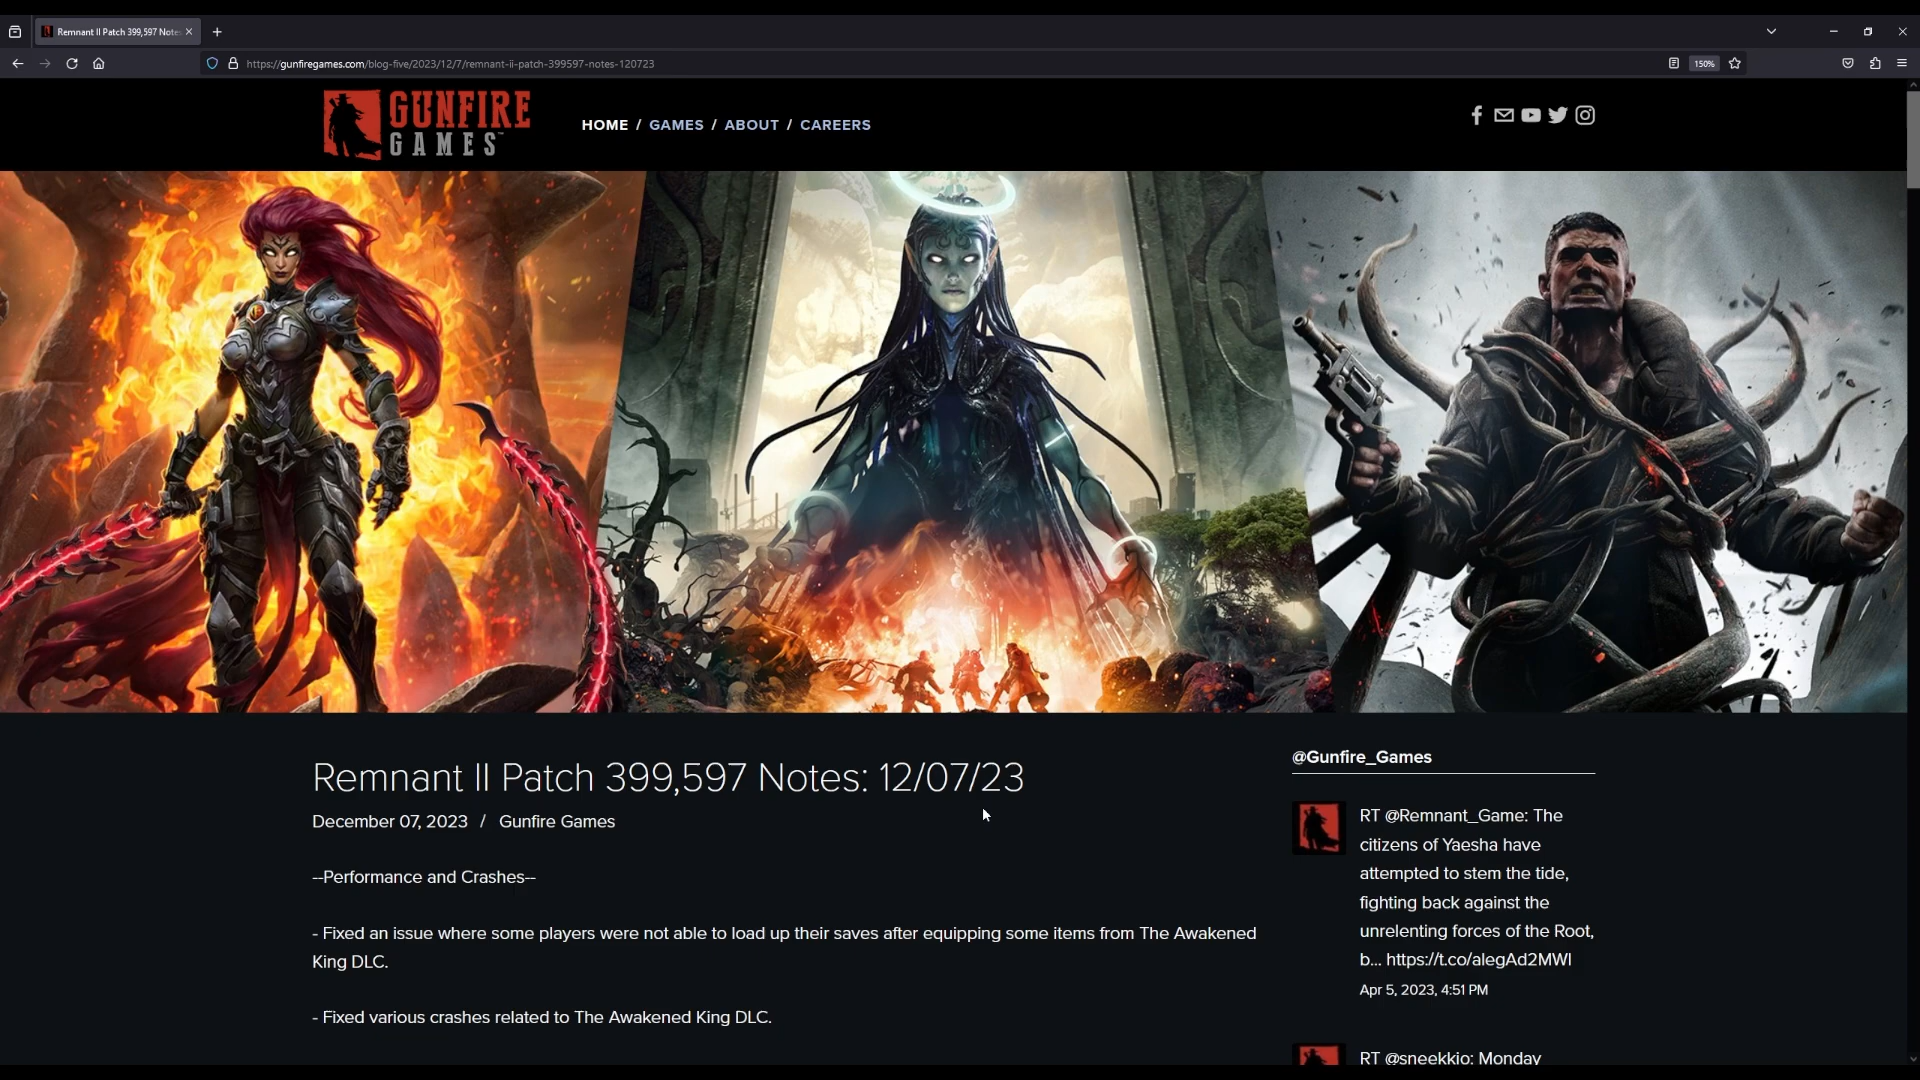 Remnant II Patch 399,597 Notes:
https://gunfiregames.com/blog-five/2023/12/7/remnant-ii-patch-399597-notes-120723
150%
GUNFIRE
GAMES™
HOME / GAMES / ABOUT / CAREERS
Remnant II Patch 399,597 Notes: 12/07/23
December 07, 2023 / Gunfire Games
--Performance and Crashes--
- Fixed an issue where some players were not able to load up their saves after equipping some items from The Awakened
King DLC.
- Fixed various crashes related to The Awakened King DLC.
@Gunfire_Games
RT @Remnant_Game: The
citizens of Yaesha have
attempted to stem the tide,
fighting back against the
unrelenting forces of the Root,
b... https://t.co/alegAd2MWl
Apr 5, 2023, 4:51 PM
RT @sneekkio: Monday